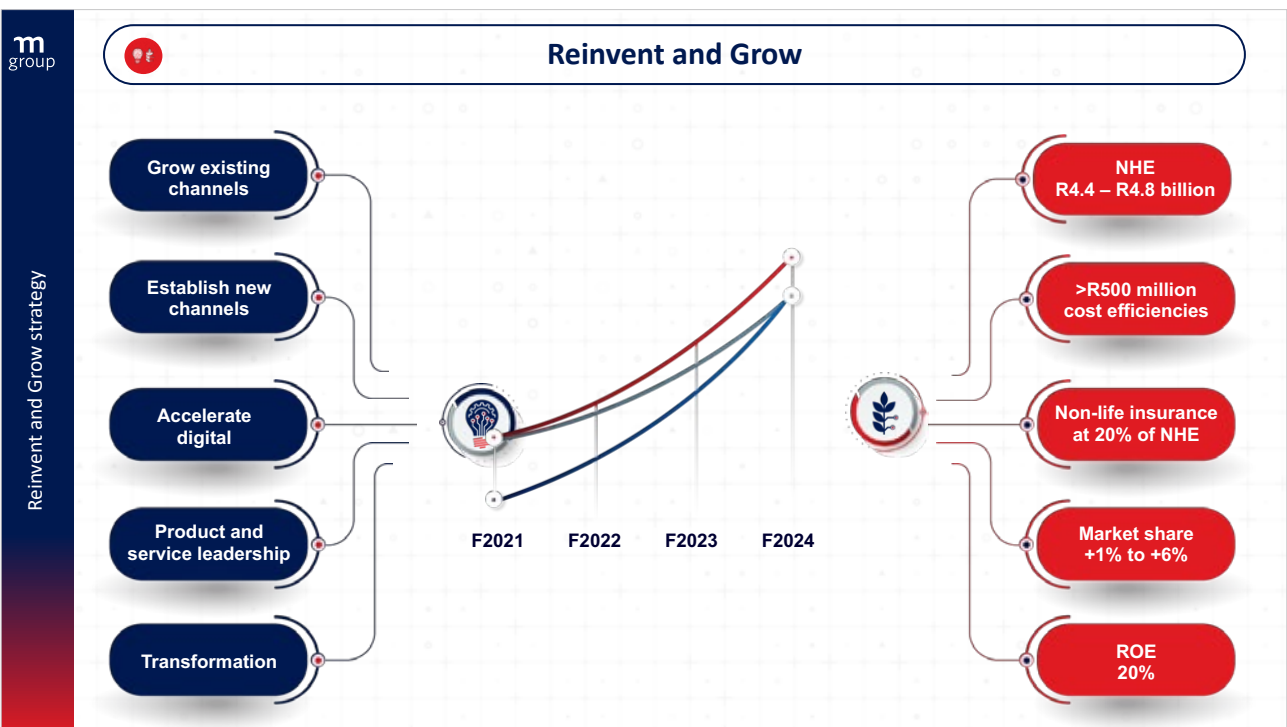 m
group
Reinvent and Grow strategy
Reinvent and Grow
Grow existing
channels
Establish new
channels
Accelerate
digital
Product and
service leadership
Transformation
F2021
F2022
F2023
F2024
NHE
R4.4 – R4.8 billion
>R500 million
cost efficiencies
Non-life insurance
at 20% of NHE
Market share
+1% to +6%
ROE
20%